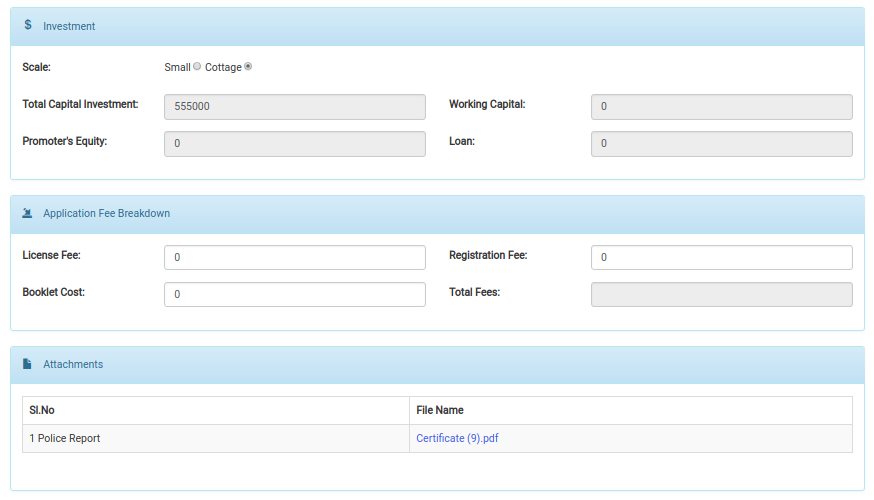 $ Investment
Scale: Small Cottage
Total Capital Investment: 555000 Working Capital: 0
Promoter's Equity: 0 Loan: 0
Application Fee Breakdown
License Fee: 0 Registration Fee: 0
Booklet Cost: 0 Total Fees:
Attachments
Sl.No File Name
1 Police Report Certificate (9).pdf